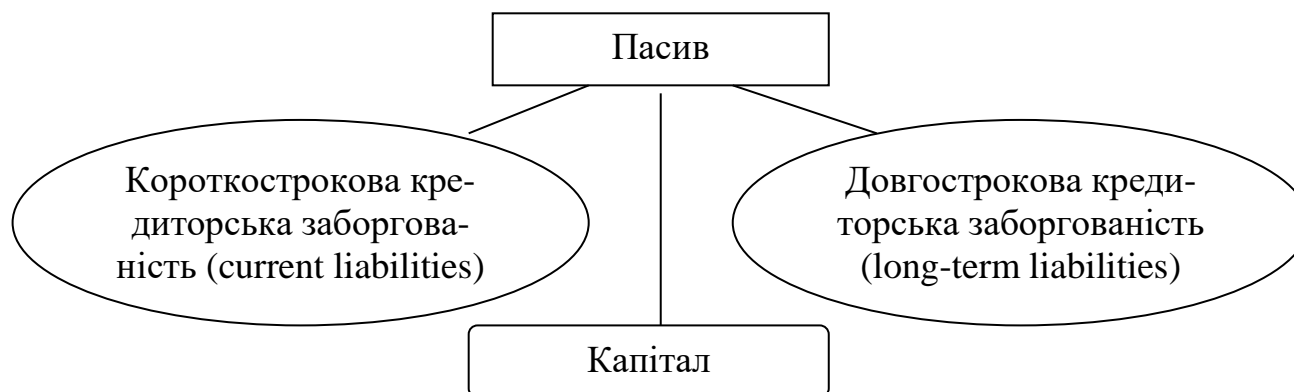 Пасив
Короткострокова кре-
диторська заборгова-
ність (current liabilities)
Довгострокова креди-
торська заборгованість
(long-term liabilities)
Капітал